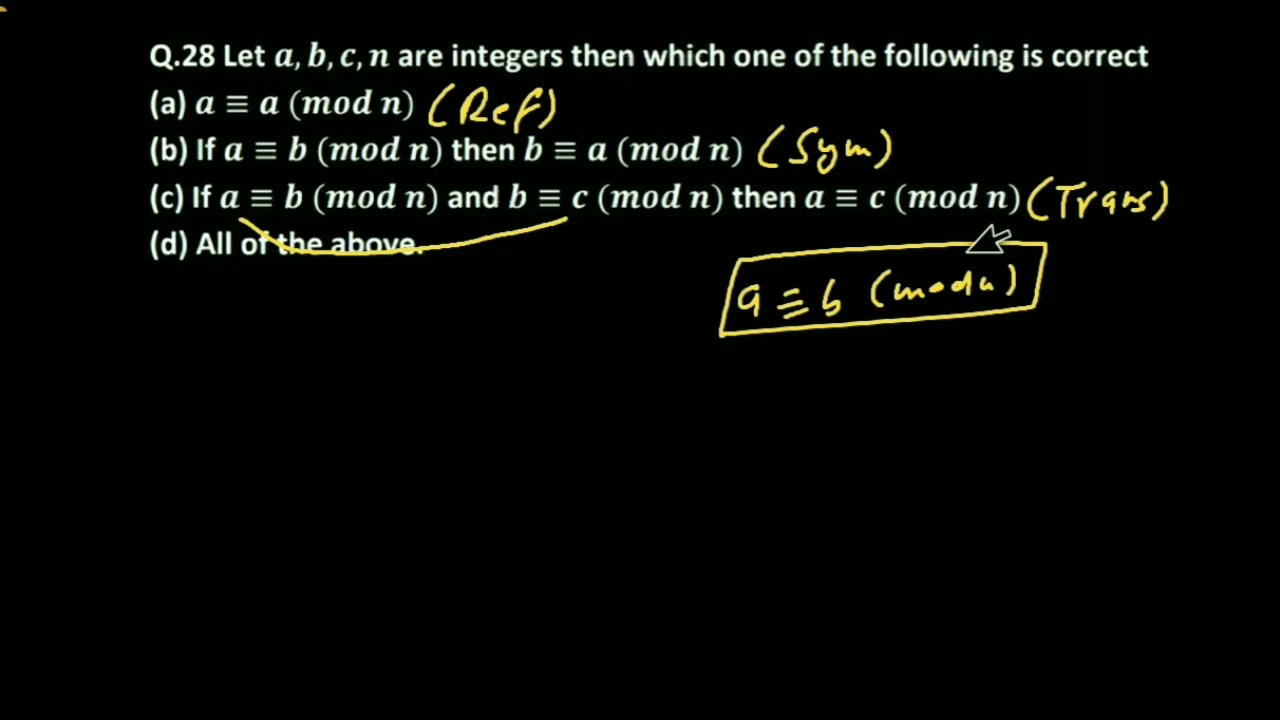 Q.28 Let a, b, c, n are integers then which one of the following is correct
(a) a ≡ a (mod n) (Ref)
(b) If a ≡ b (mod n) then b ≡ a (mod n) (Sym)
(c) If a ≡ b (mod n) and b ≡ c (mod n) then a ≡ c (mod n) (Trans)
(d) All of the above.
a ≡ b (mod n)